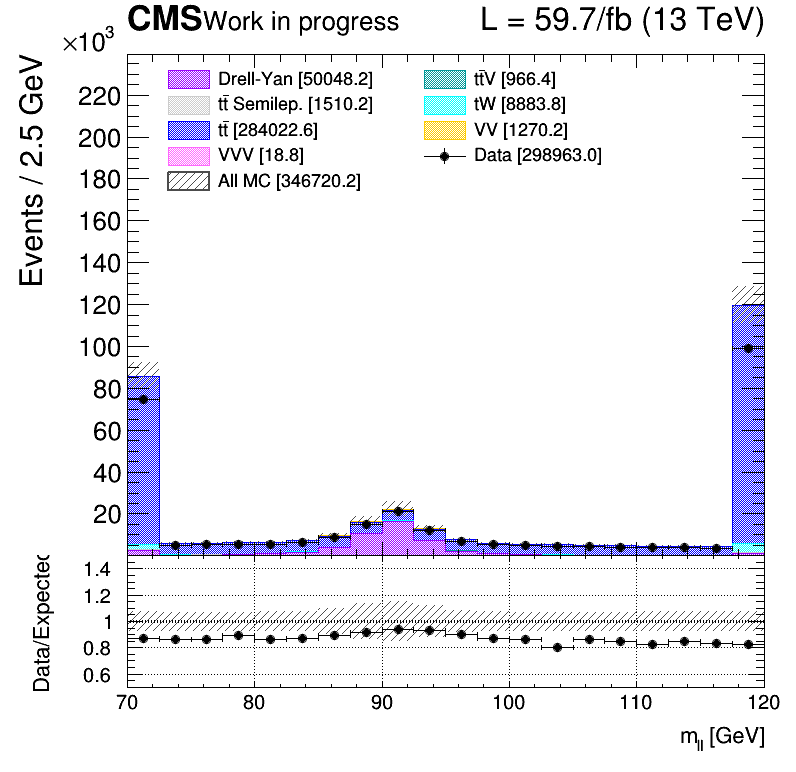 CMS Work in progress L = 59.7/fb (13 TeV)
×10³
Events / 2.5 GeV
Drell-Yan [50048.2]
tt̄ Semilep. [1510.2]
tt̄ [284022.6]
VVV [18.8]
All MC [346720.2]
tt̄V [966.4]
tW [8883.8]
VV [1270.2]
Data [298963.0]
220
200
180
160
140
120
100
80
60
40
20
Data/Expected
1.4
1.2
1
0.8
0.6
70 80 90 100 110 120
m_ll [GeV]